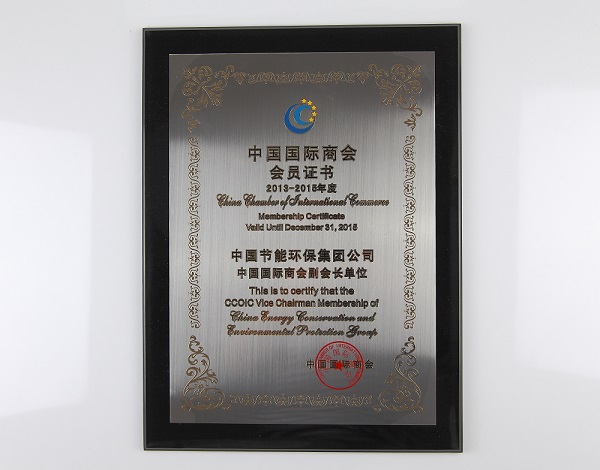 中国国际商会
会员证书
2013-2015年度
China Chamber of International Commerce
Membership Certificate
Valid Until December 31, 2015
中国节能环保集团公司
中国国际商会副会长单位
This is to certify that the
CCOIC Vice Chairman Membership of
China Energy Conservation and
Environmental Protection Group
中国国际商会